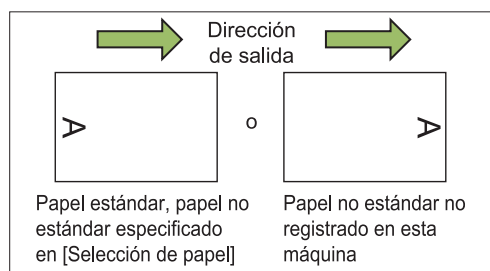 Dirección
de salida
A
o
A
Papel estándar, papel no
estándar especificado
en [Selección de papel]
Papel no estándar no
registrado en esta
máquina